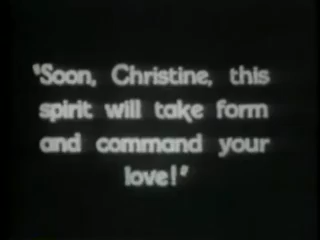 "Soon, Christine, this
spirit will take form
and command your
love!"